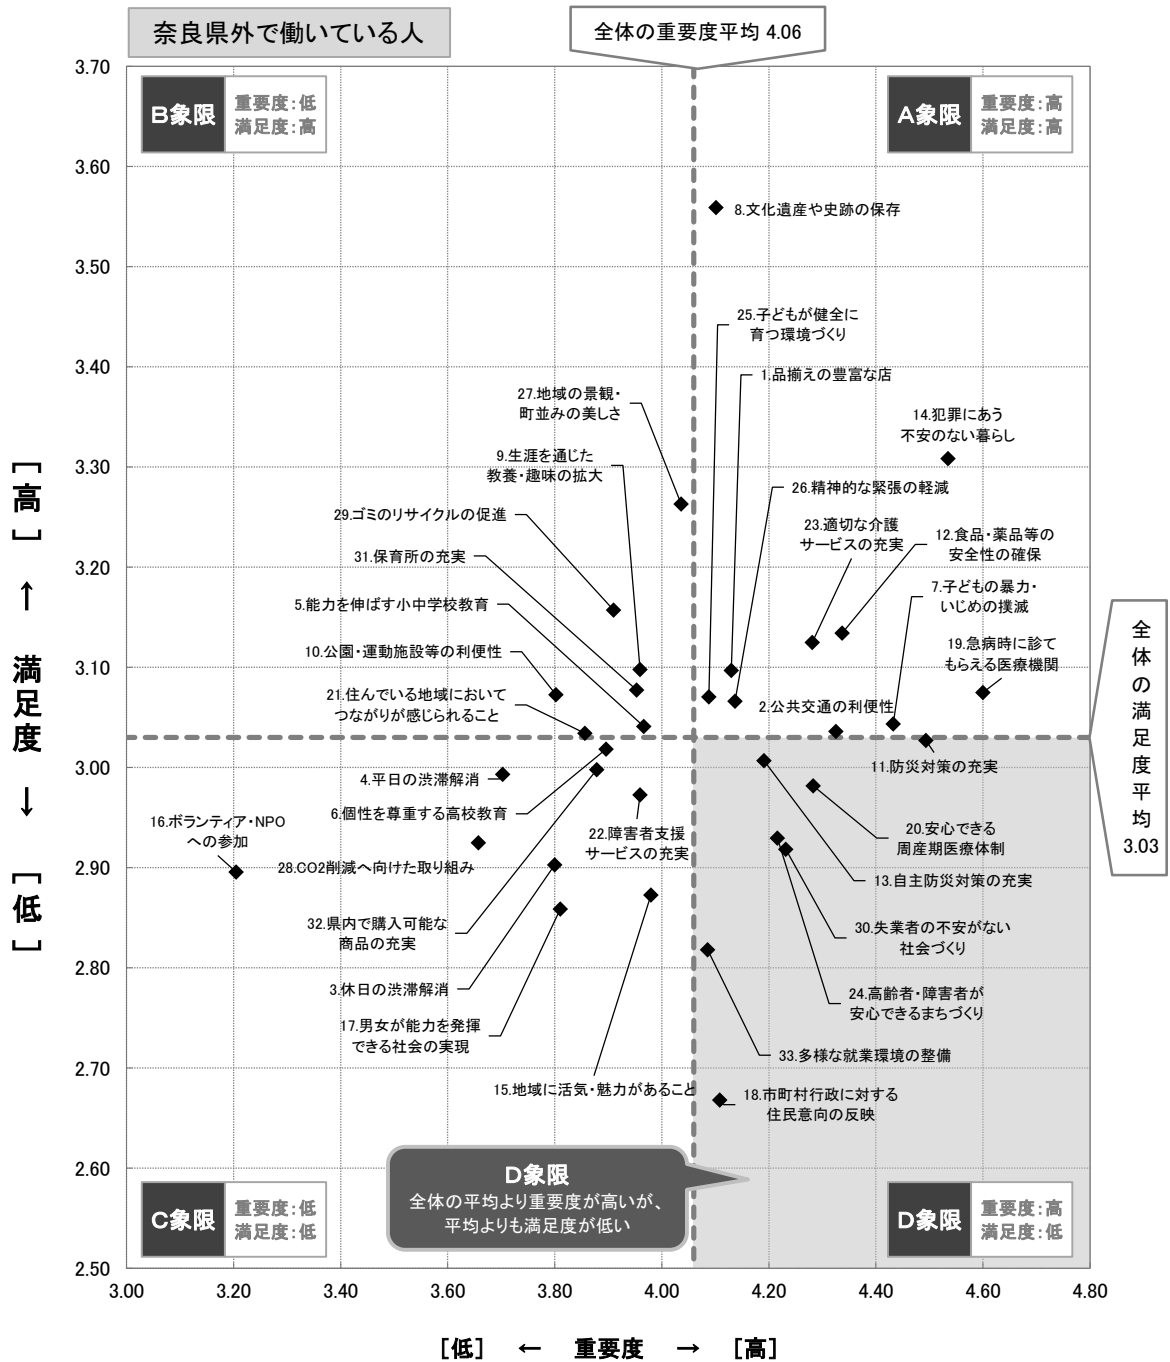 奈良県外で働いている人
全体の重要度平均 4.06
3.70
3.60
3.50
3.40
3.30
3.20
3.10
3.00
2.90
2.80
2.70
2.60
2.50
B象限
重要度:低
満足度:高
A象限
重要度:高
満足度:高
8.文化遺産や史跡の保存
25.子どもが健全に
育つ環境づくり
1.品揃えの豊富な店
27.地域の景観・
町並みの美しさ
14.犯罪にあう
不安のない暮らし
9.生涯を通じた
教養・趣味の拡大
26.精神的な緊張の軽減
29.ゴミのリサイクルの促進
23.適切な介護
サービスの充実
12.食品・薬品等の
安全性の確保
31.保育所の充実
7.子どもの暴力・
いじめの撲滅
5.能力を伸ばす小中学校教育
19.急病時に診て
もらえる医療機関
10.公園・運動施設等の利便性
21.住んでいる地域において
つながりが感じられること
2.公共交通の利便性
11.防災対策の充実
4.平日の渋滞解消
6.個性を尊重する高校教育
16.ボランティア・NPO
への参加
22.障害者支援
サービスの充実
20.安心できる
周産期医療体制
28.CO2削減へ向けた取り組み
13.自主防災対策の充実
32.県内で購入可能な
商品の充実
30.失業者の不安がない
社会づくり
3.休日の渋滞解消
24.高齢者・障害者が
安心できるまちづくり
17.男女が能力を発揮
できる社会の実現
33.多様な就業環境の整備
15.地域に活気・魅力があること
18.市町村行政に対する
住民意向の反映
D象限
全体の平均より重要度が高いが、
平均よりも満足度が低い
C象限
重要度:低
満足度:低
D象限
重要度:高
満足度:低
全体の満足度平均
3.03
[高] ↑ 満足度 ↓ [低]
3.00 3.20 3.40 3.60 3.80 4.00 4.20 4.40 4.60 4.80
[低] ← 重要度 → [高]